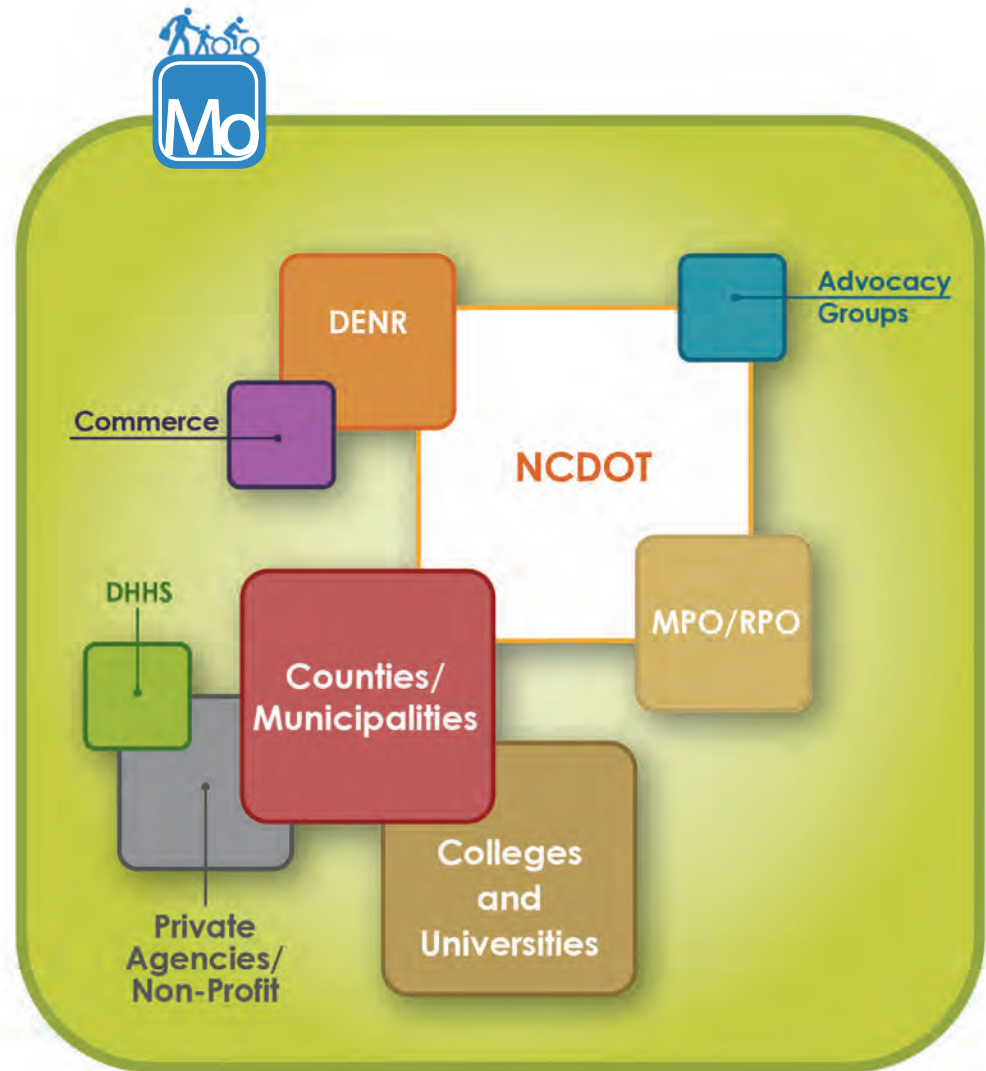 Mo
DENR
Advocacy
Groups
Commerce
NCDOT
DHHS
MPO/RPO
Counties/
Municipalities
Colleges
and
Universities
Private
Agencies/
Non-Profit